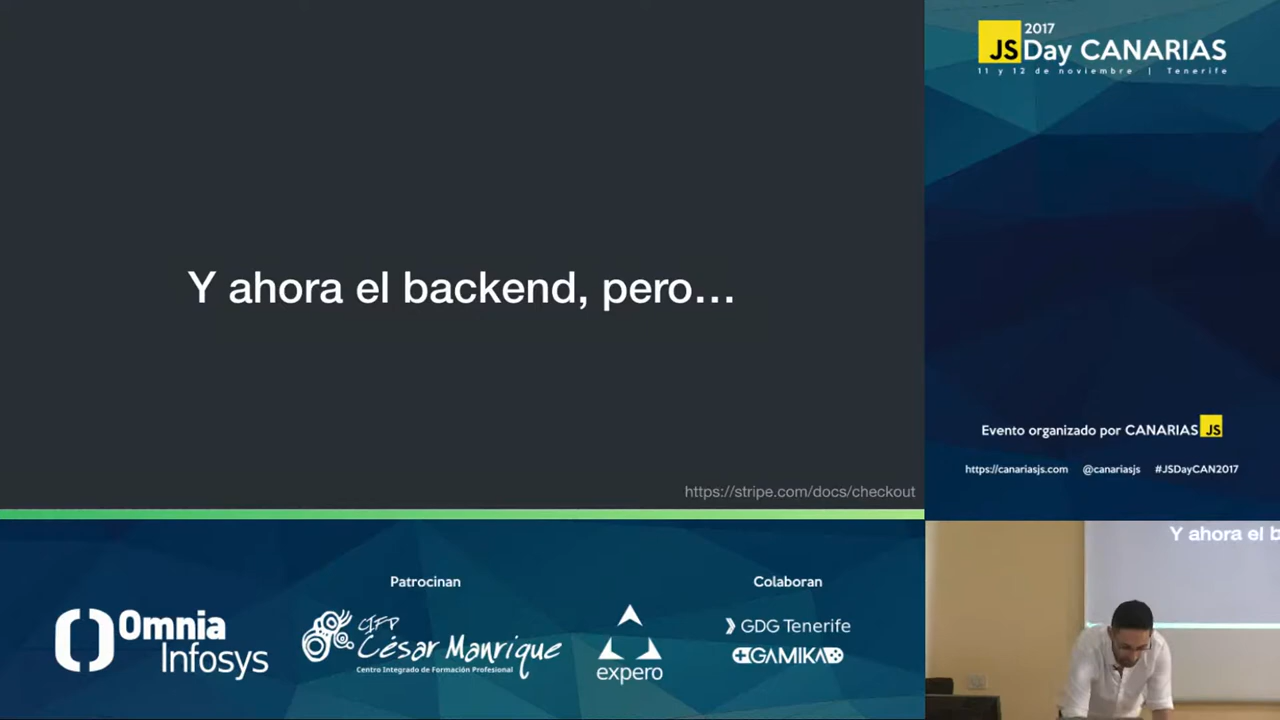 Y ahora el backend, pero...
https://stripe.com/docs/checkout
2017
JSDay CANARIAS
11 y 12 de noviembre | Tenerife
Evento organizado por CANARIAS JS
https://canariasjs.com @canariasjs #JSDayCAN2017
Patrocinan
Omnia
Infosys
CIFP
César Manrique
Centro Integrado de Formación Profesional
expero
Colaboran
GDG Tenerife
GAMIKA
Y ahora el b